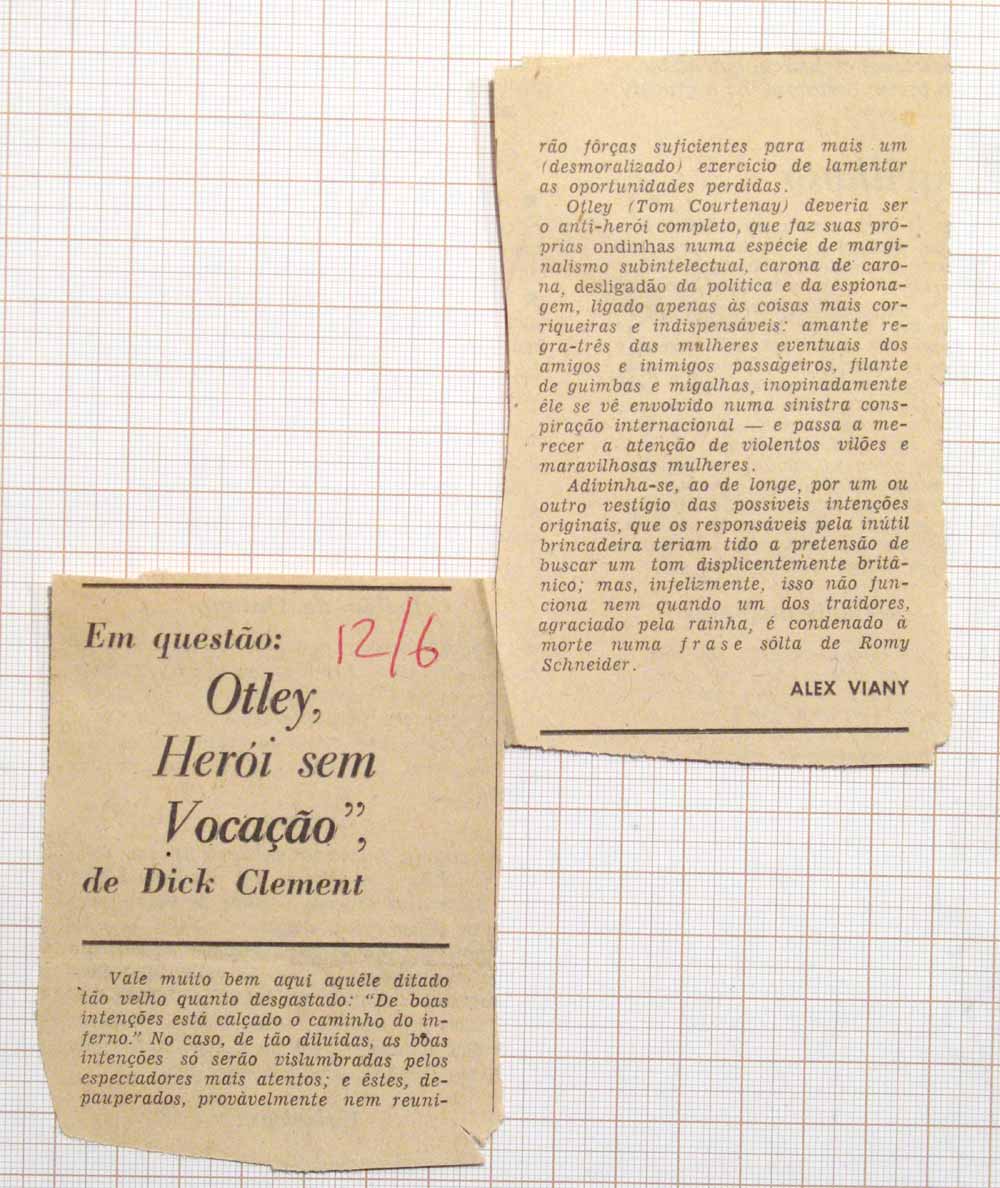 Em questão:
12/6
Otley,
Herói sem
Vocação”,
de Dick Clement
Vale muito bem aqui aquêle ditado
tão velho quanto desgastado: “De boas
intenções está calçado o caminho do in-
ferno.” No caso, de tão diluídas, as boas
intenções só serão vislumbradas pelos
espectadores mais atentos; e êstes, de-
pauperados, provàvelmente nem reuni-
rão fôrças suficientes para mais um
(desmoralizado) exercício de lamentar
as oportunidades perdidas.
Otley (Tom Courtenay) deveria ser
o anti-herói completo, que faz suas pró-
prias ondinhas numa espécie de margi-
nalismo subintelectual, carona de caro-
na, desligadão da política e da espiona-
gem, ligado apenas às coisas mais cor-
riqueiras e indispensáveis: amante re-
gra-três das mulheres eventuais dos
amigos e inimigos passageiros, filante
de guimbas e migalhas, inopinadamente
êle se vê envolvido numa sinistra cons-
piração internacional — e passa a me-
recer a atenção de violentos vilões e
maravilhosas mulheres.
Adivinha-se, ao de longe, por um ou
outro vestígio das possíveis intenções
originais, que os responsáveis pela inútil
brincadeira teriam tido a pretensão de
buscar um tom displicentemente britâ-
nico; mas, infelizmente, isso não fun-
ciona nem quando um dos traidores,
agraciado pela rainha, é condenado à
morte numa frase sôlta de Romy
Schneider.
ALEX VIANY